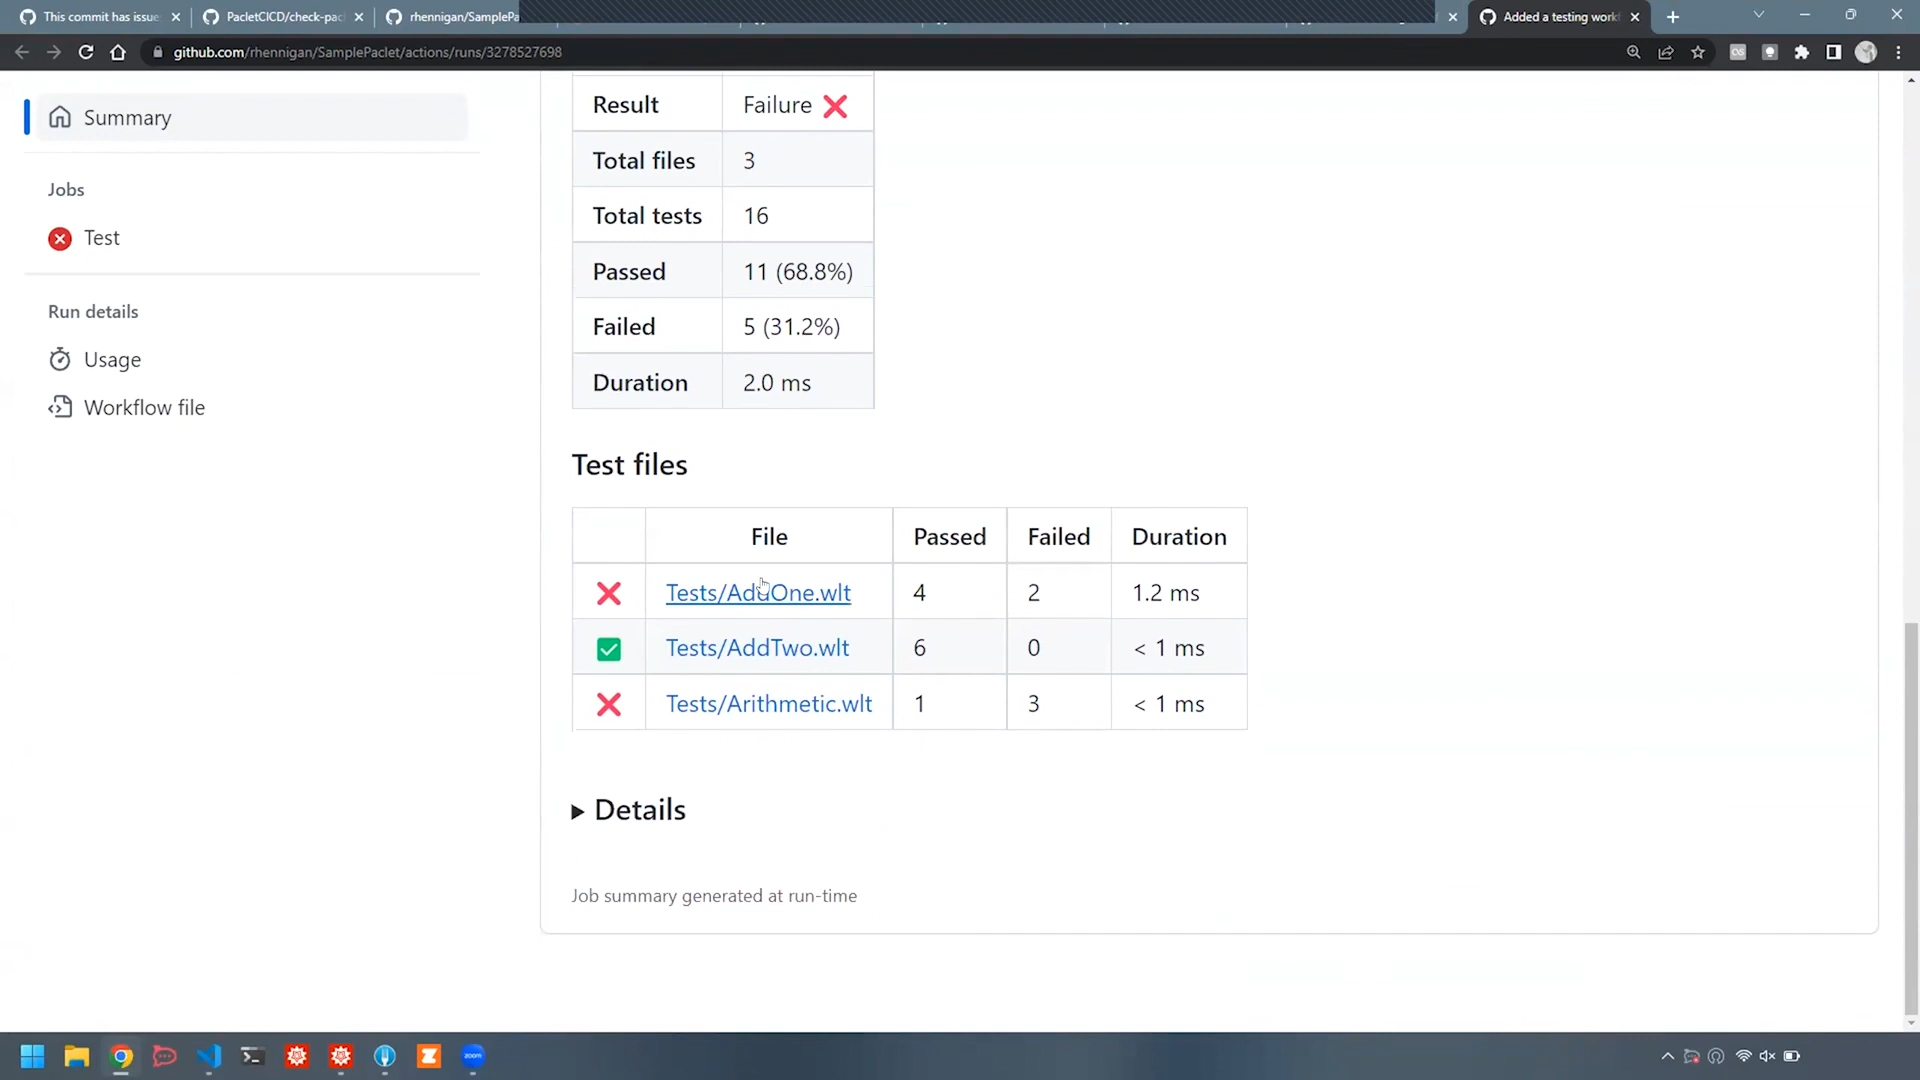 This commit has issue
PacletCICD/check-pac
rhennigan/SamplePa
Added a testing work
github.com/rhennigan/SamplePaclet/actions/runs/3278527698
Summary
Jobs
Test
Run details
Usage
Workflow file
Result Failure
Total files 3
Total tests 16
Passed 11 (68.8%)
Failed 5 (31.2%)
Duration 2.0 ms
Test files
File Passed Failed Duration
Tests/AddOne.wlt 4 2 1.2 ms
Tests/AddTwo.wlt 6 0 < 1 ms
Tests/Arithmetic.wlt 1 3 < 1 ms
Details
Job summary generated at run-time
zoom